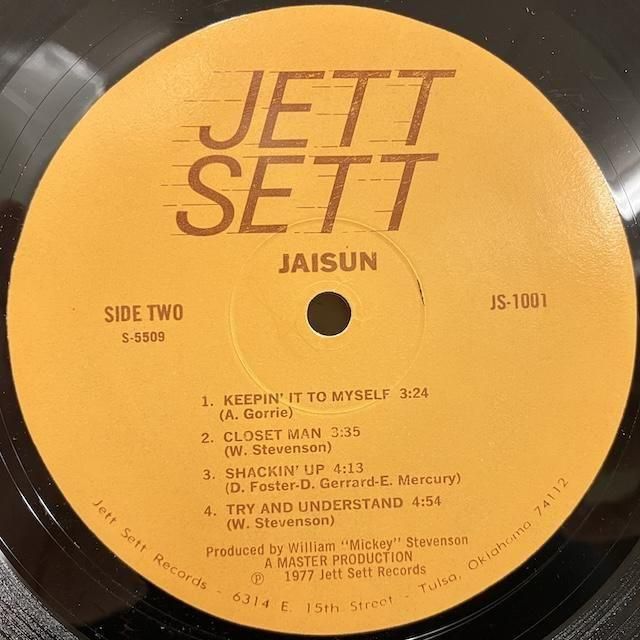 JETT
SETT
JAISUN
SIDE TWO
S-5509
JS-1001
1. KEEPIN' IT TO MYSELF 3:24
(A. Gorrie)
2. CLOSET MAN 3:35
(W. Stevenson)
3. SHACKIN' UP 4:13
(D. Foster-D. Gerrard-E. Mercury)
4. TRY AND UNDERSTAND 4:54
(W. Stevenson)
Produced by William "Mickey" Stevenson
A MASTER PRODUCTION
Ⓟ 1977 Jett Sett Records
Jett Sett Records - 6314 E. 15th Street - Tulsa, Oklahoma 74112